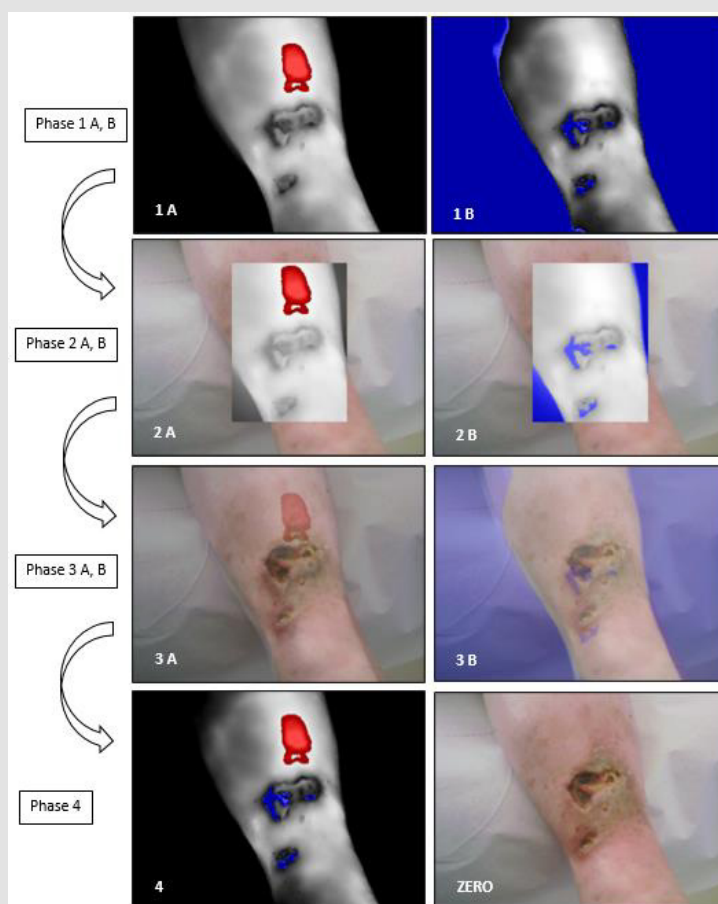 Phase 1 A, B
1 A
1 B
Phase 2 A, B
2 A
2 B
Phase 3 A, B
3 A
3 B
Phase 4
4
ZERO